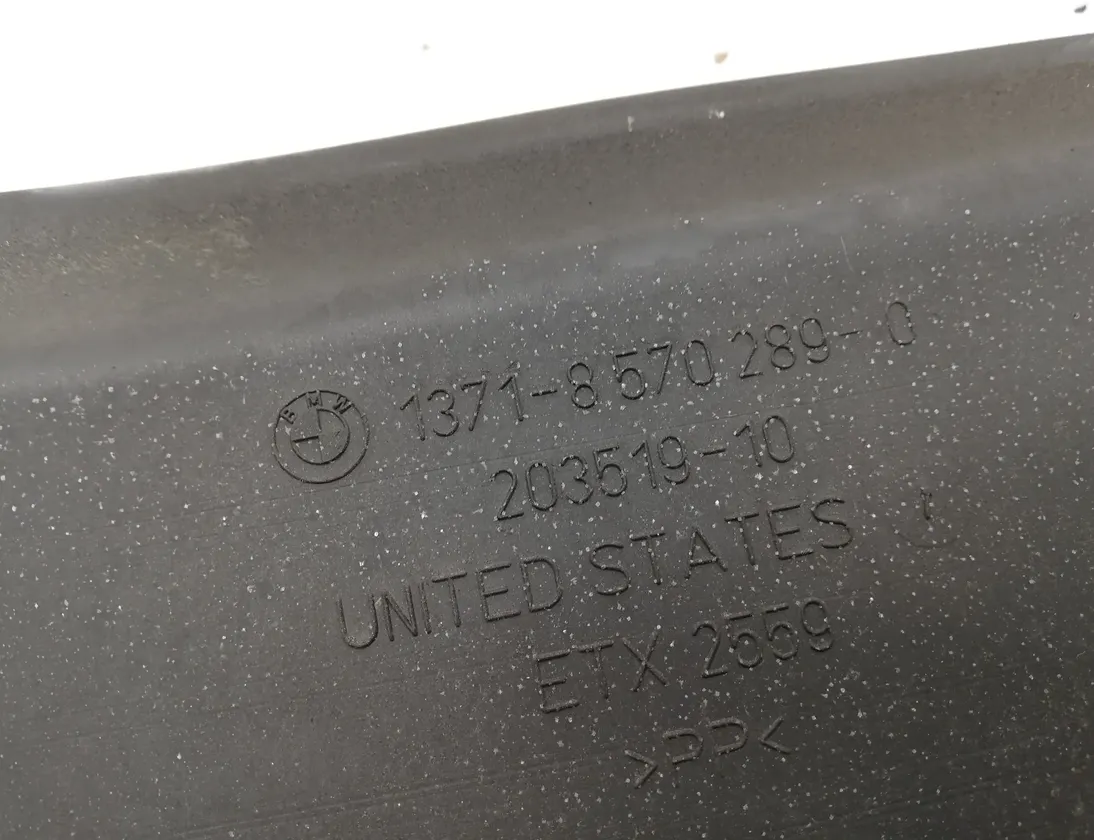 BMW 1371-8 570 289-0
203519-10
UNITED STATES
ETX 2559
>PP<